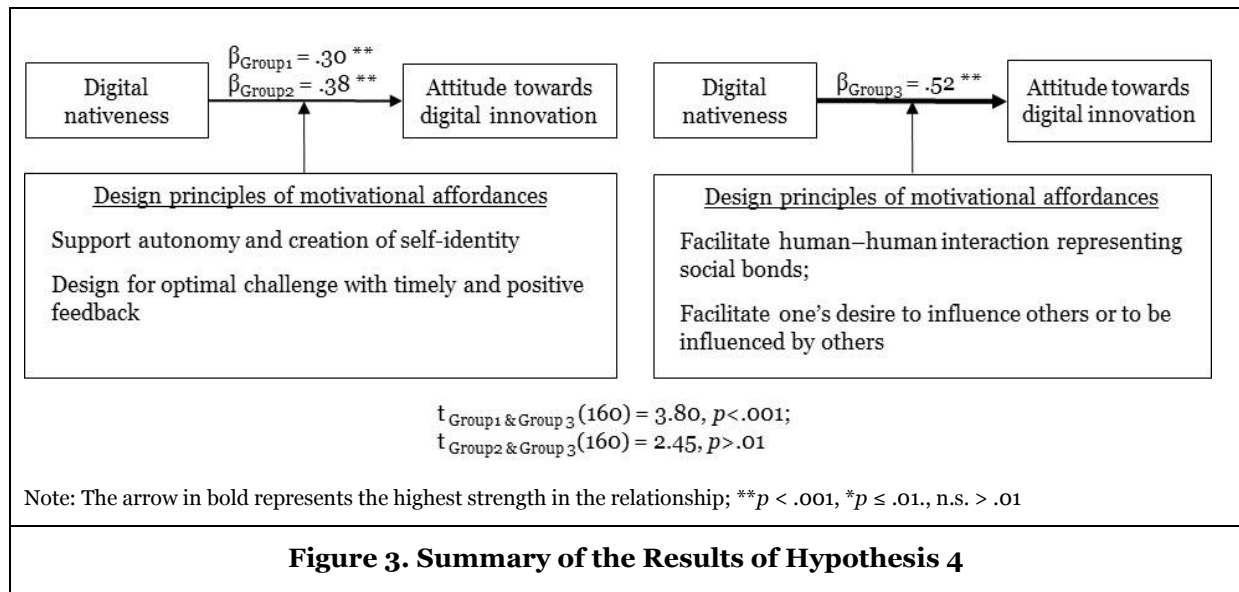 β_Group1 = .30 **
β_Group2 = .38 **
Digital
nativeness
Attitude towards
digital innovation
Design principles of motivational affordances
Support autonomy and creation of self-identity
Design for optimal challenge with timely and positive
feedback
β_Group3 = .52 **
Digital
nativeness
Attitude towards
digital innovation
Design principles of motivational affordances
Facilitate human–human interaction representing
social bonds;
Facilitate one’s desire to influence others or to be
influenced by others
t_Group1 & Group 3 (160) = 3.80, p<.001;
t_Group2 & Group 3 (160) = 2.45, p>.01
Note: The arrow in bold represents the highest strength in the relationship; **p < .001, *p ≤ .01., n.s. > .01
Figure 3. Summary of the Results of Hypothesis 4